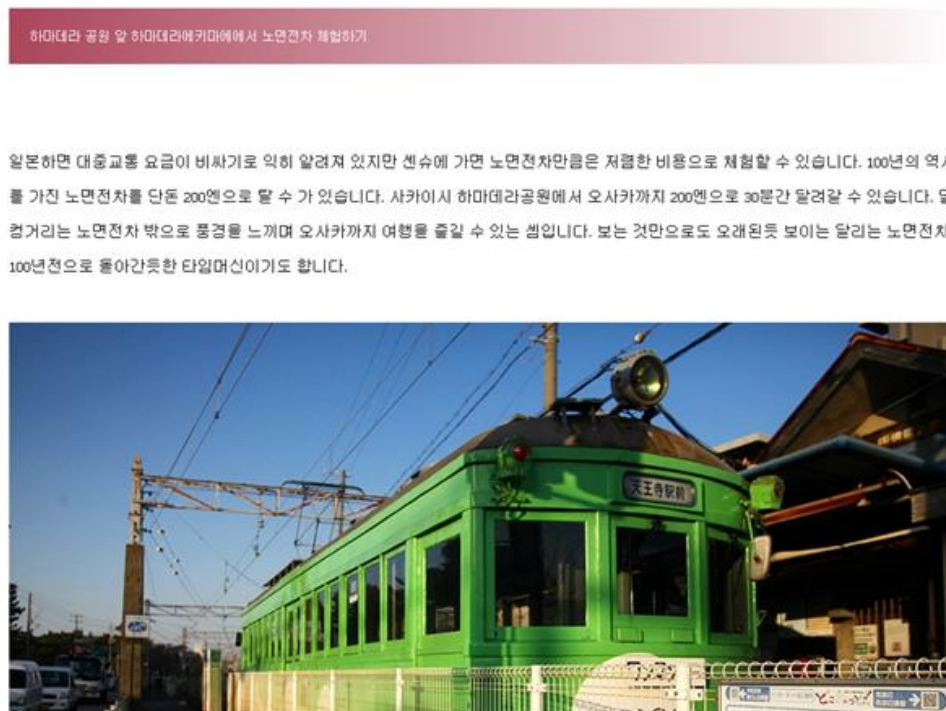 하마데라 공원 앞 하마데라에키마에에서 노면전차 체험하기
일본하면 대중교통 요금이 비싸기로 익히 알려져 있지만 센슈에 가면 노면전차만큼은 저렴한 비용으로 체험할 수 있습니다. 100년의 역사
를 가진 노면전차를 단돈 200엔으로 탈 수 가 있습니다. 사카이시 하마데라공원에서 오사카까지 200엔으로 30분간 달려갈 수 있습니다. 덜
컹거리는 노면전차 밖으로 풍경을 느끼며 오사카까지 여행을 즐길 수 있는 셈입니다. 보는 것만으로도 오래된듯 보이는 달리는 노면전차
100년전으로 돌아간듯한 타임머신이기도 합니다.
天王寺駅前
ワンマン